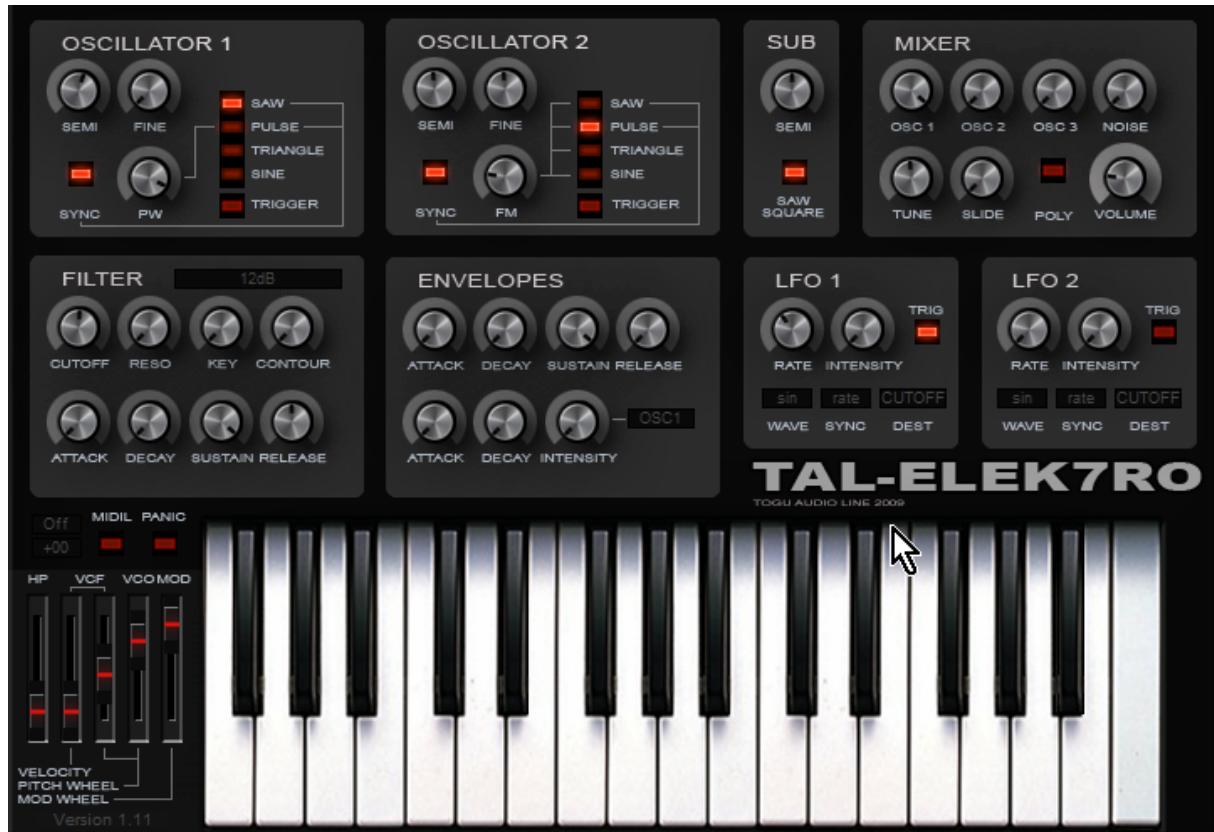 OSCILLATOR 1
SEMI FINE
SAW
PULSE
TRIANGLE
SINE
TRIGGER
SYNC PW
OSCILLATOR 2
SEMI FINE
SAW
PULSE
TRIANGLE
SINE
TRIGGER
SYNC FM
SUB
SEMI
SAW
SQUARE
MIXER
OSC 1 OSC 2 OSC 3 NOISE
TUNE SLIDE POLY VOLUME
FILTER 12dB
CUTOFF RESO KEY CONTOUR
ATTACK DECAY SUSTAIN RELEASE
ENVELOPES
ATTACK DECAY SUSTAIN RELEASE
OSC1
ATTACK DECAY INTENSITY
LFO 1
TRIG
RATE INTENSITY
sin rate CUTOFF
WAVE SYNC DEST
LFO 2
TRIG
RATE INTENSITY
sin rate CUTOFF
WAVE SYNC DEST
TAL-ELEK7RO
TOGU AUDIO LINE 2009
Off MIDIL PANIC
+00
HP VCF VCO MOD
VELOCITY
PITCH WHEEL
MOD WHEEL
Version 1.11